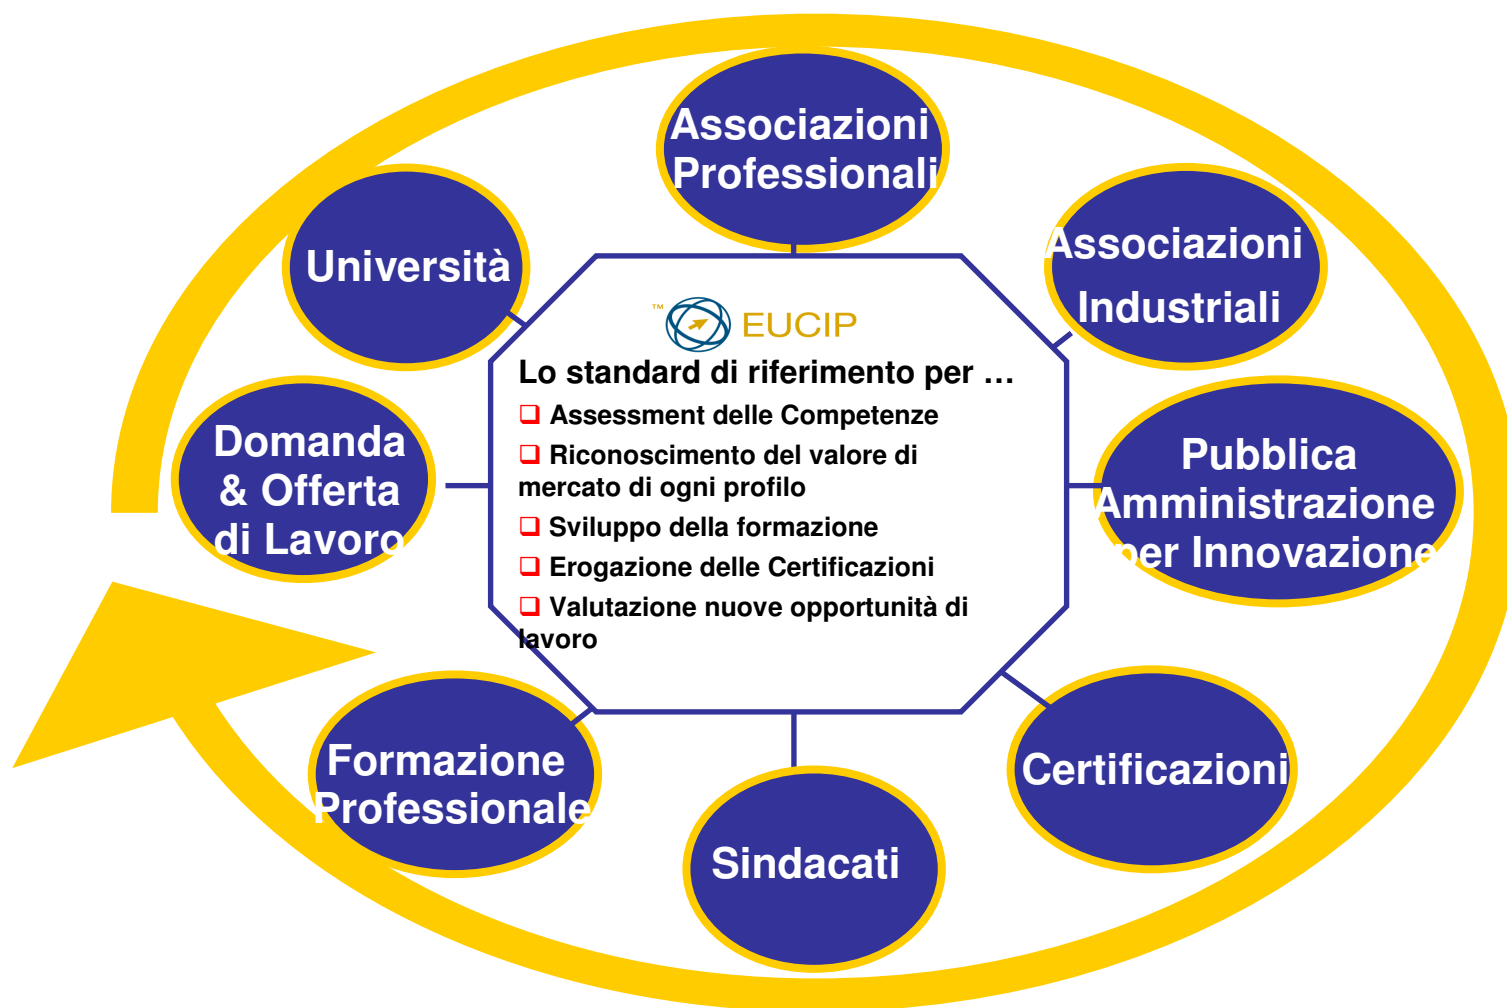 Associazioni
Professionali
Università
Associazioni
Industriali
™ EUCIP
Lo standard di riferimento per …
❑ Assessment delle Competenze
❑ Riconoscimento del valore di
mercato di ogni profilo
❑ Sviluppo della formazione
❑ Erogazione delle Certificazioni
❑ Valutazione nuove opportunità di
lavoro
Domanda
& Offerta
di Lavoro
Pubblica
Amministrazione
per Innovazione
Formazione
Professionale
Sindacati
Certificazioni